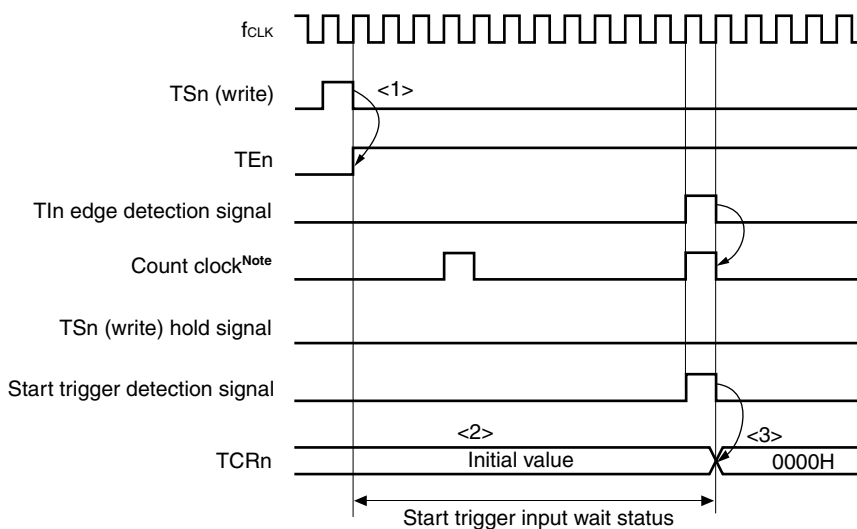 fCLK
TSn (write)
<1>
TEn
TIn edge detection signal
Count clockNote
TSn (write) hold signal
Start trigger detection signal
<2>
<3>
TCRn
Initial value
0000H
Start trigger input wait status